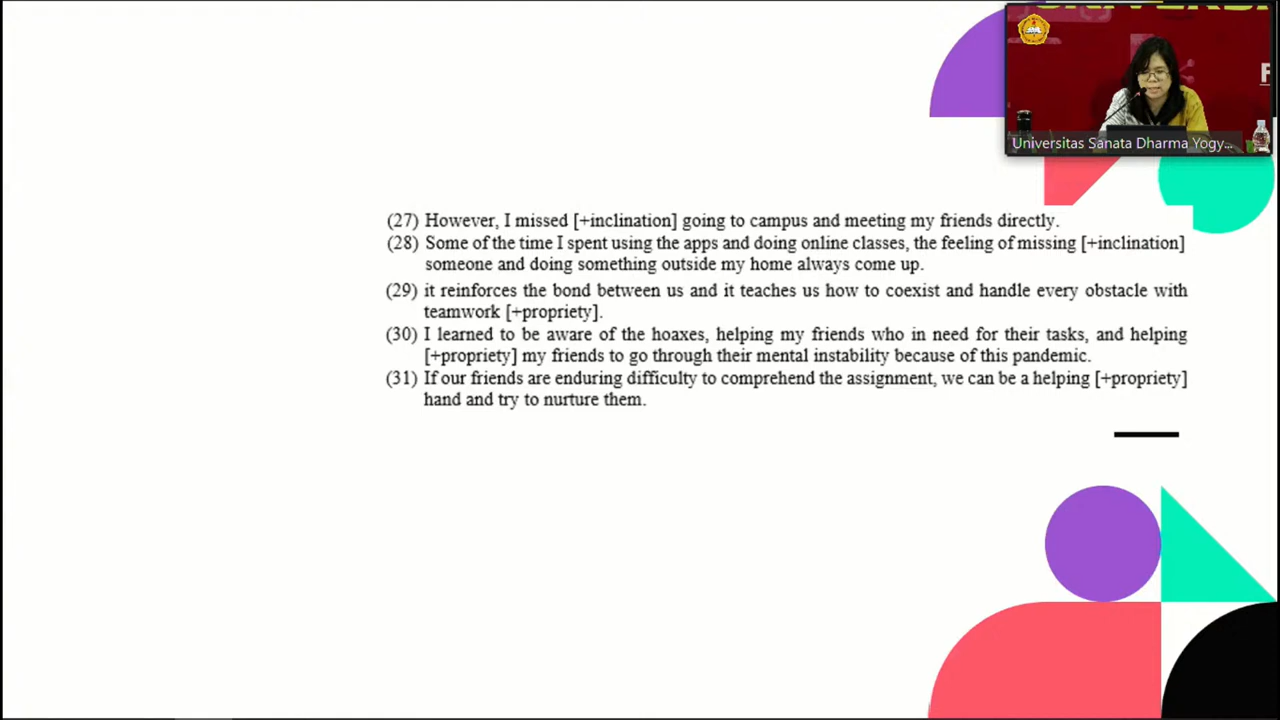 Universitas Sanata Dharma Yogy...
(27) However, I missed [+inclination] going to campus and meeting my friends directly.
(28) Some of the time I spent using the apps and doing online classes, the feeling of missing [+inclination]
someone and doing something outside my home always come up.
(29) it reinforces the bond between us and it teaches us how to coexist and handle every obstacle with
teamwork [+propriety].
(30) I learned to be aware of the hoaxes, helping my friends who in need for their tasks, and helping
[+propriety] my friends to go through their mental instability because of this pandemic.
(31) If our friends are enduring difficulty to comprehend the assignment, we can be a helping [+propriety]
hand and try to nurture them.